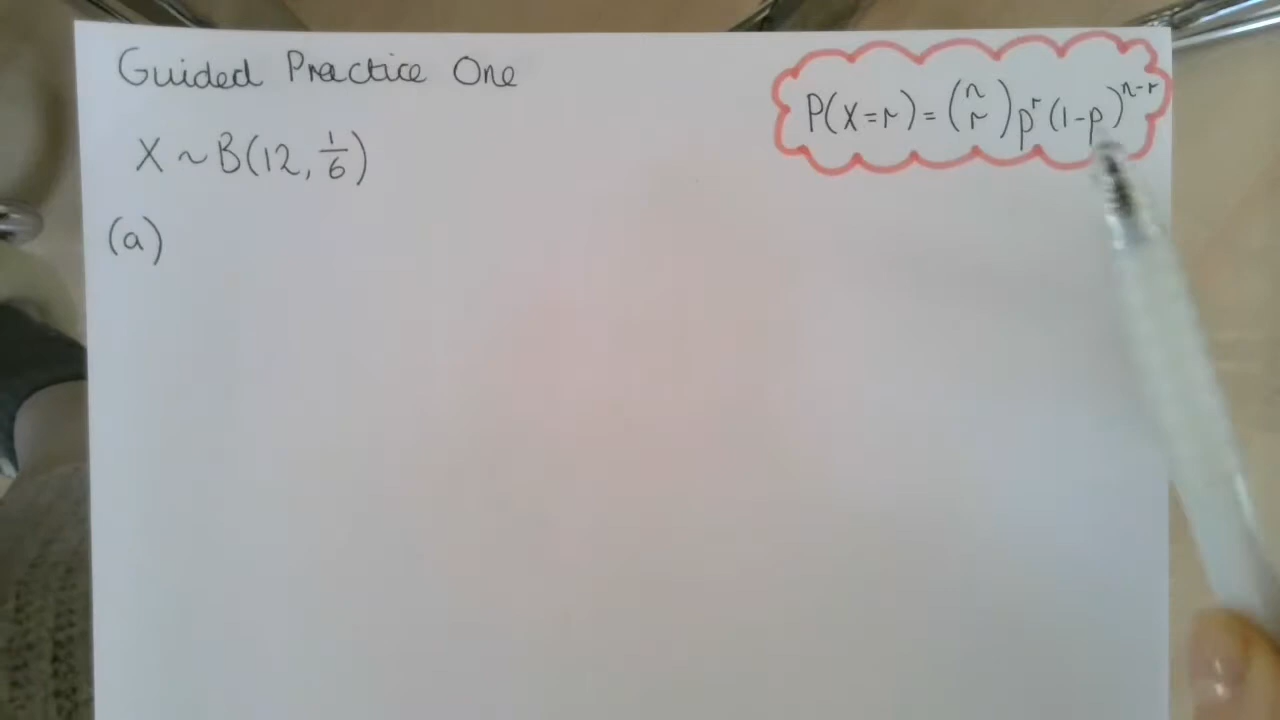 Guided Practice One
P(X=r)=(n r)p^r(1-p)^n-r
X~B(12, 1/6)
(a)